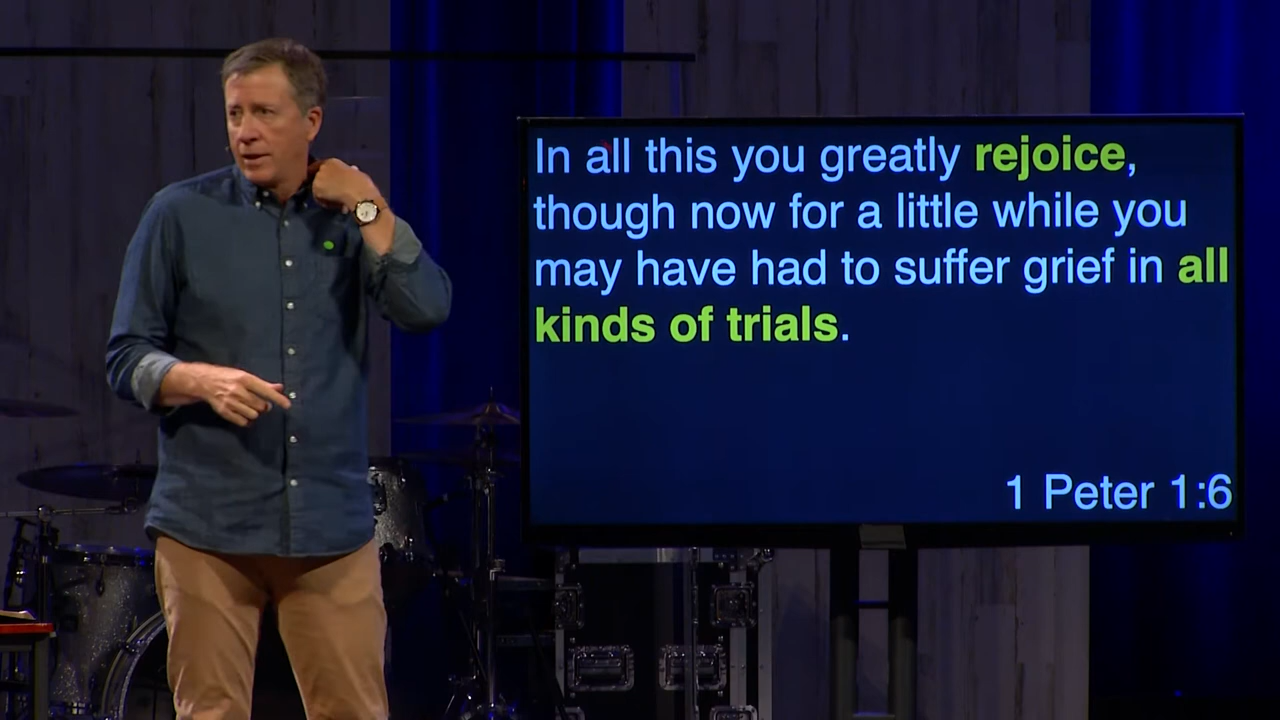 In all this you greatly rejoice,
though now for a little while you
may have had to suffer grief in all
kinds of trials.
1 Peter 1:6